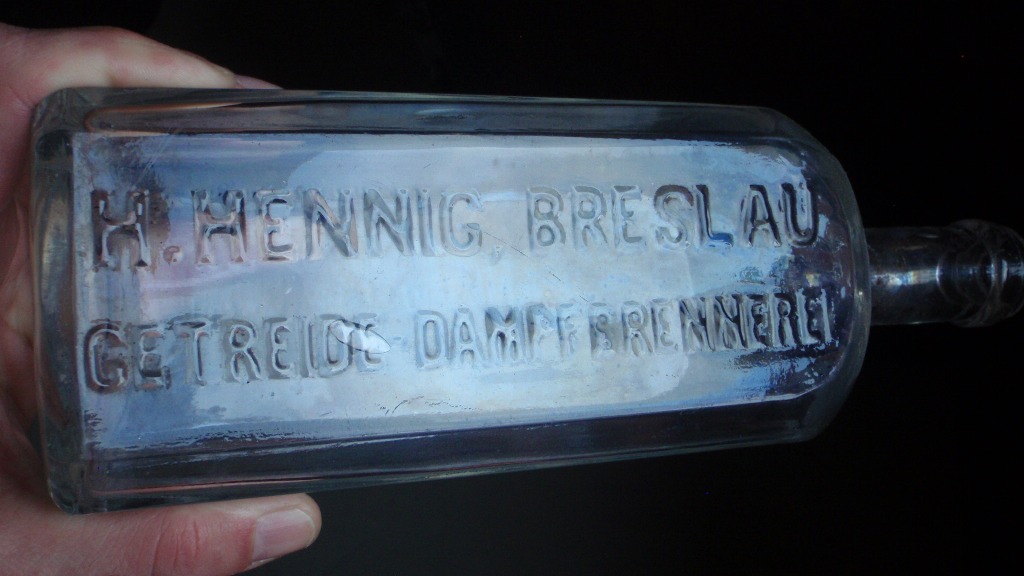 H. HENNIG, BRESLAU
GETREIDE-DAMPFBRENNEREI